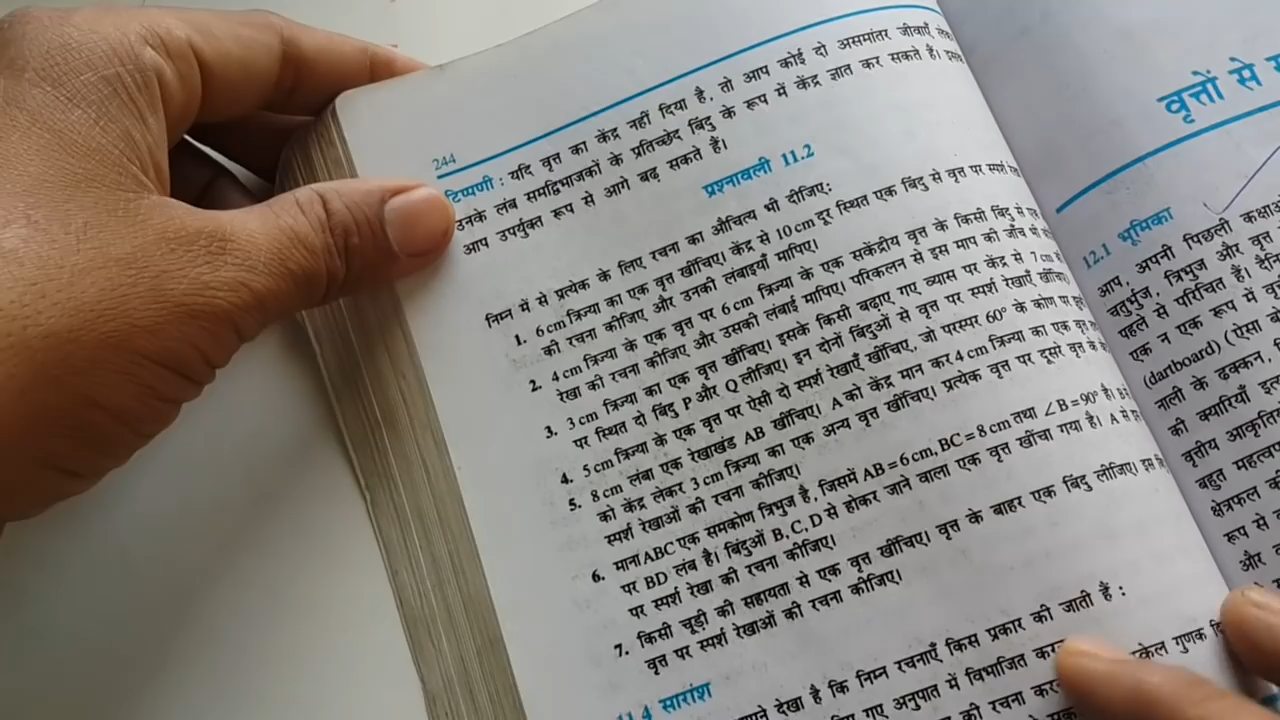 244
टिप्पणी : यदि वृत्त का केंद्र नहीं दिया है, तो आप कोई दो असमांतर जीवाएँ
उनके लंब समद्विभाजकों के प्रतिच्छेद बिंदु के रूप में केंद्र ज्ञात कर सकते हैं।
आप उपर्युक्त रूप से आगे बढ़ सकते हैं।
प्रश्नावली 11.2
निम्न में से प्रत्येक के लिए रचना का औचित्य भी दीजिए:
1. 6 cm त्रिज्या का एक वृत्त खींचिए। केंद्र से 10 cm दूर स्थित एक बिंदु से वृत्त पर स्पर्श
की रचना कीजिए और उनकी लंबाइयाँ मापिए।
2. 4 cm त्रिज्या के एक वृत्त पर 6 cm त्रिज्या के एक सकेंद्रीय वृत्त के किसी बिंदु से
रेखा की रचना कीजिए और उसकी लंबाई मापिए। परिकलन से इस माप की जाँच भी
3. 3 cm त्रिज्या का एक वृत्त खींचिए। इसके किसी बढ़ाए गए व्यास पर केंद्र से 7 cm
पर स्थित दो बिंदु P और Q लीजिए। इन दोनों बिंदुओं से वृत्त पर स्पर्श रेखाएँ खींचिए।
4. 5 cm त्रिज्या के एक वृत्त पर ऐसी दो स्पर्श रेखाएँ खींचिए, जो परस्पर 60° के कोण पर
5. 8 cm लंबा एक रेखाखंड AB खींचिए। A को केंद्र मान कर 4 cm त्रिज्या का एक वृत्त
को केंद्र लेकर 3 cm त्रिज्या का एक अन्य वृत्त खींचिए। प्रत्येक वृत्त पर दूसरे वृत्त के
स्पर्श रेखाओं की रचना कीजिए।
6. माना ABC एक समकोण त्रिभुज है, जिसमें AB = 6 cm, BC = 8 cm तथा ∠B = 90° है।
पर BD लंब है। बिंदुओं B, C, D से होकर जाने वाला एक वृत्त खींचा गया है। A से
पर स्पर्श रेखा की रचना कीजिए।
7. किसी चूड़ी की सहायता से एक वृत्त खींचिए। वृत्त के बाहर एक बिंदु लीजिए। इस
वृत्त पर स्पर्श रेखाओं की रचना कीजिए।
सारांश
देखा है कि निम्न रचनाएँ किस प्रकार की जाती हैं :
गए अनुपात में विभाजित
की रचना
गुणक
वृत्तों से
12.1 भूमिका
आप, अपनी पिछली
चतुर्भुज, त्रिभुज और वृत्त
पहले से परिचित हैं।
एक न एक रूप में
(dartboard) (ऐसा
नाली के ढक्कन,
की क्यारियाँ
वृत्तीय
बहुत
क्षेत्रफल
रूप से
और